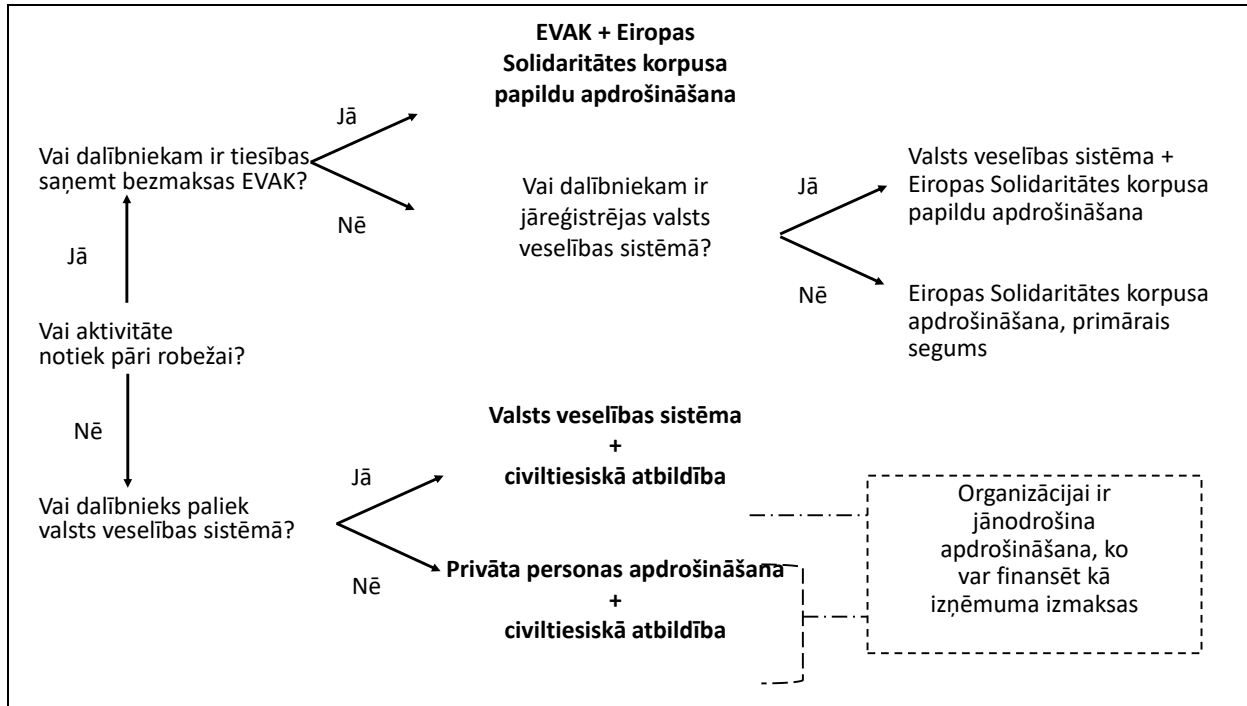 EVAK + Eiropas
Solidaritātes korpusa
papildu apdrošināšana
Jā
Vai dalībniekam ir tiesības
saņemt bezmaksas EVAK?
Nē
Vai dalībniekam ir
jāreģistrējas valsts
veselības sistēmā?
Jā
Valsts veselības sistēma +
Eiropas Solidaritātes korpusa
papildu apdrošināšana
Nē
Eiropas Solidaritātes korpusa
apdrošināšana, primārais
segums
Jā
Vai aktivitāte
notiek pāri robežai?
Nē
Vai dalībnieks paliek
valsts veselības sistēmā?
Jā
Valsts veselības sistēma
+
civiltiesiskā atbildība
Nē
Privāta personas apdrošināšana
+
civiltiesiskā atbildība
Organizācijai ir
jānodrošina
apdrošināšana, ko
var finansēt kā
izņēmuma izmaksas